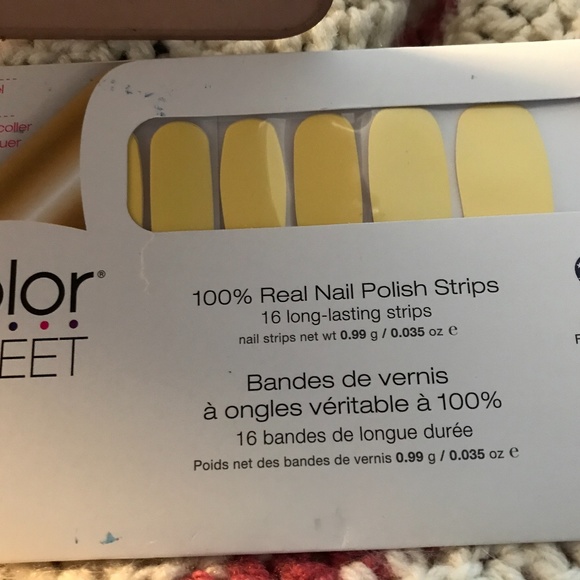 coller
olor®
EET
100% Real Nail Polish Strips
16 long-lasting strips
nail strips net wt 0.99 g / 0.035 oz e
Bandes de vernis
à ongles véritable à 100%
16 bandes de longue durée
Poids net des bandes de vernis 0.99 g / 0.035 oz e